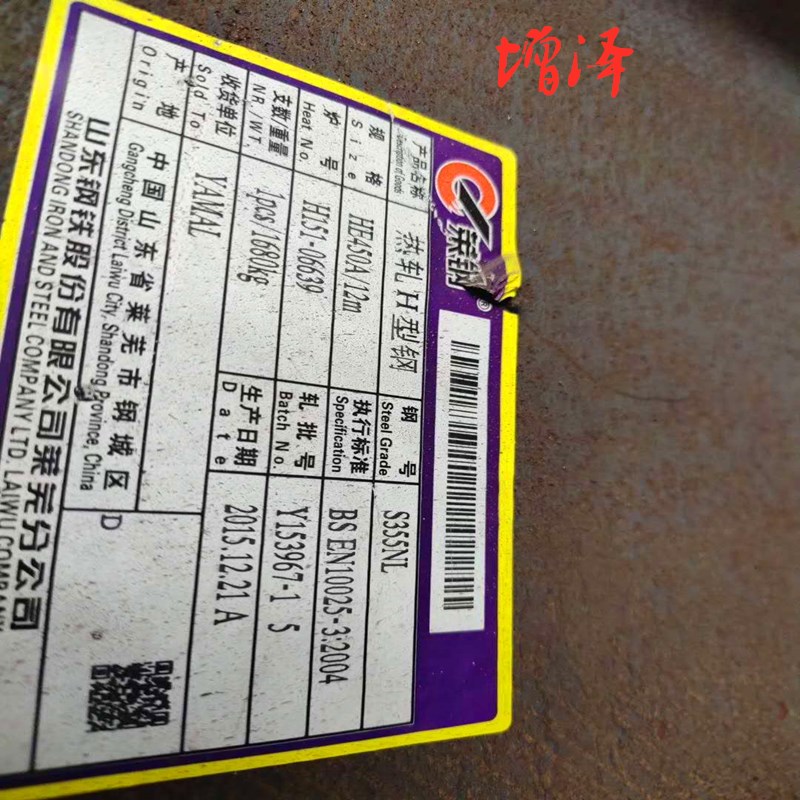 增泽
莱钢®
产品名称 热轧H型钢 钢号 S355NL
Description of Goods Steel Grade
规格 HE450A/12m 执行标准 BS EN10025-3:2004
Size Specification
炉号 H151-08639 轧批号 Y153967-1 5
Heat No. Batch No.
支数/重量 1pcs/1680kg 生产日期 2015.12.21 A
NR./WT. Date
收货单位 YAMAI
Sold To
产地 中国山东省莱芜市钢城区 D
Origin Gangcheng District Laiwu City, Shandong Province, China
山东钢铁股份有限公司莱芜分公司
SHANDONG IRON AND STEEL COMPANY LTD. LAIWU COMPANY